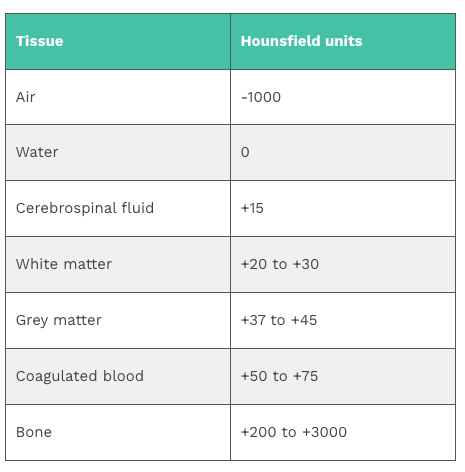 Tissue Hounsfield units
Air -1000
Water 0
Cerebrospinal fluid +15
White matter +20 to +30
Grey matter +37 to +45
Coagulated blood +50 to +75
Bone +200 to +3000